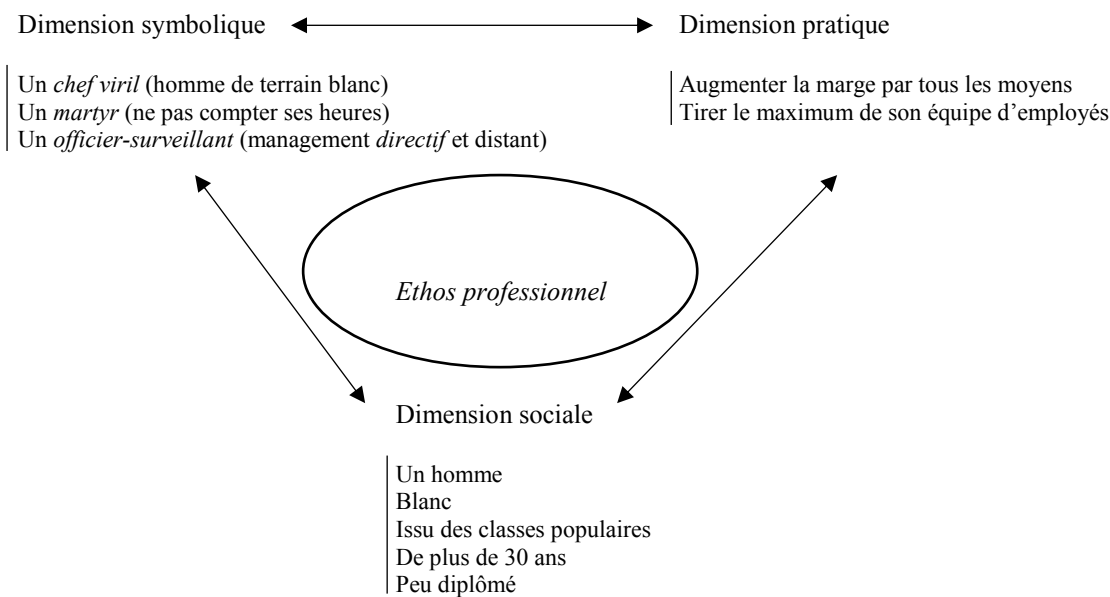 Dimension symbolique
Dimension pratique
Un chef viril (homme de terrain blanc)
Un martyr (ne pas compter ses heures)
Un officier-surveillant (management directif et distant)
Augmenter la marge par tous les moyens
Tirer le maximum de son équipe d’employés
Ethos professionnel
Dimension sociale
Un homme
Blanc
Issu des classes populaires
De plus de 30 ans
Peu diplômé